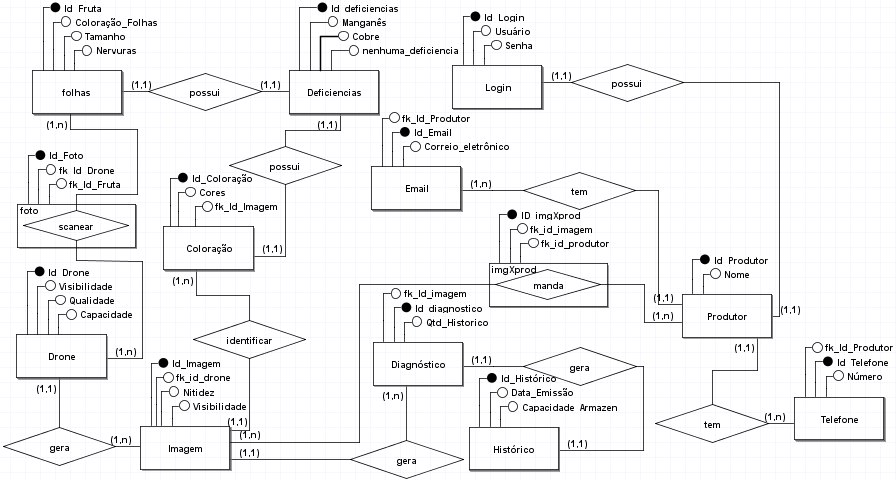 Id_Fruta
Coloração_Folhas
Tamanho
Nervuras
folhas
(1,1)
possui
(1,1)
Id_deficiencias
Manganês
Cobre
nenhuma_deficiencia
Deficiencias
Id_Login
Usuário
Senha
Login
(1,1)
possui
(1,n)
(1,1)
fk_Id_Produtor
Id_Email
Correio_eletrônico
Email
(1,n)
tem
possui
Id_Foto
fk_Id_Drone
fk_Id_Fruta
foto
scanear
Id_Coloração
Cores
fk_Id_Imagem
Coloração
(1,1)
(1,n)
ID_imgXprod
fk_id_imagem
fk_id_produtor
imgXprod
manda
Id_Produtor
Nome
Produtor
(1,1)
(1,n)
(1,1)
(1,1)
Id_Drone
Visibilidade
Qualidade
Capacidade
Drone
(1,n)
(1,1)
identificar
fk_Id_imagem
Id_diagnostico
Qtd_Historico
Diagnóstico
(1,1)
(1,n)
gera
fk_Id_Produtor
Id_Telefone
Número
Telefone
(1,n)
tem
Id_Imagem
fk_id_drone
Nitidez
Visibilidade
Imagem
(1,1)
(1,n)
(1,1)
(1,n)
gera
Id_Histórico
Data_Emissão
Capacidade_Armazen
Histórico
(1,1)
gera